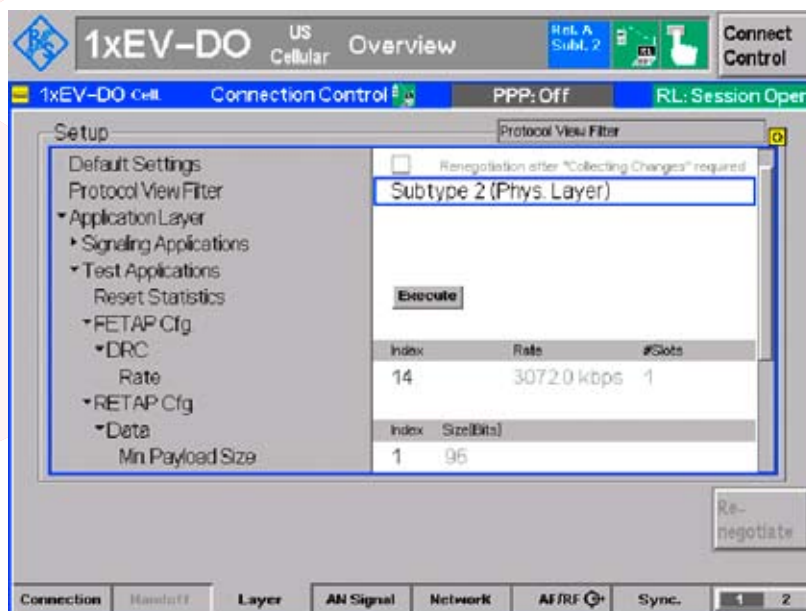 R&S 1xEV-DO US Cellular Overview Rel. A Subt. 2 Connect Control
1xEV-DO Cell. Connection Control PPP: Off RL: Session Oper
Setup Protocol View Filter
Default Settings Renegotiation after "Collecting Changes" required
Protocol View Filter Subtype 2 (Phys. Layer)
Application Layer
Signaling Applications
Test Applications
Reset Statistics Execute
FETAP Cfg
DRC Index Rate #Slots
Rate 14 3072.0 kbps 1
RETAP Cfg
Data Index Size[Bits]
Min. Payload Size 1 96
Re-negotiate
Connection Handoff Layer AN Signal Network AF/RF Sync. 1 2